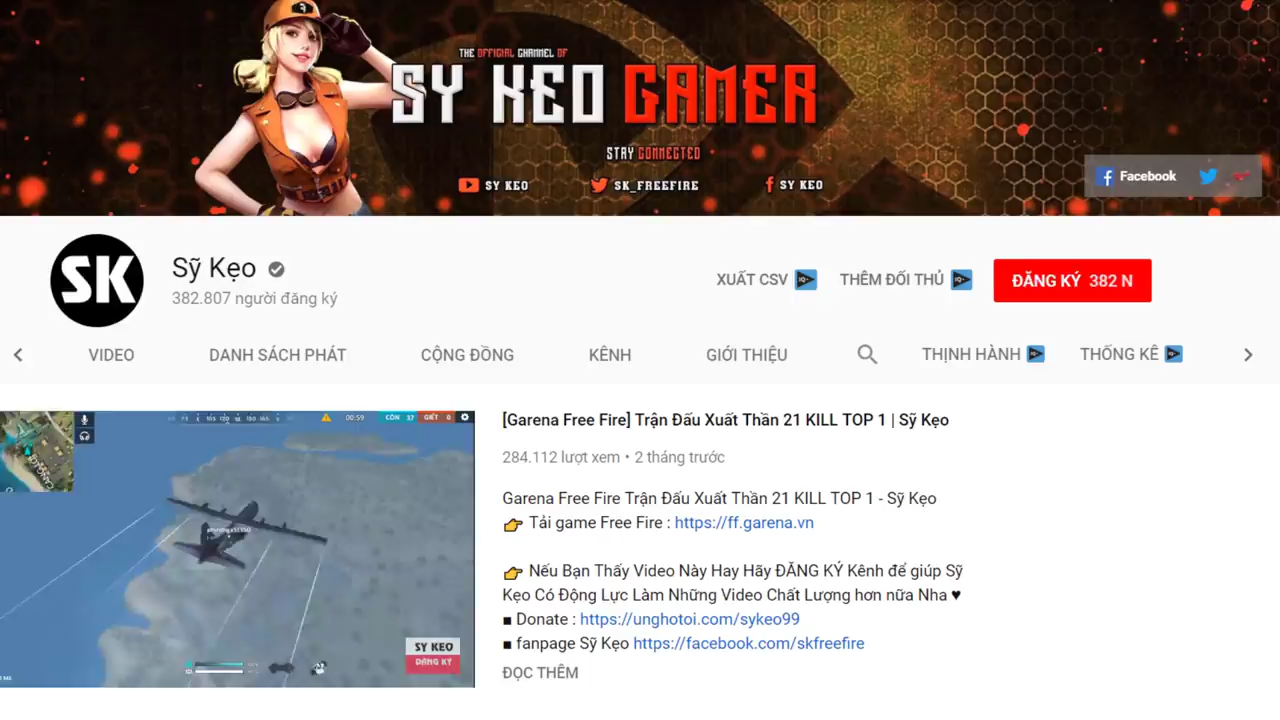 THE OFFICIAL CHANNEL OF
SY KEO GAMER
STAY CONNECTED
SY KEO
SK_FREEFIRE
SY KEO
Facebook
SK
Sỹ Kẹo
382.807 người đăng ký
XUẤT CSV
THÊM ĐỐI THỦ
ĐĂNG KÝ 382 N
VIDEO
DANH SÁCH PHÁT
CỘNG ĐỒNG
KÊNH
GIỚI THIỆU
THỊNH HÀNH
THỐNG KÊ
00:59
CÒN 37
GIẾT 0
[Garena Free Fire] Trận Đấu Xuất Thần 21 KILL TOP 1 | Sỹ Kẹo
284.112 lượt xem • 2 tháng trước
Garena Free Fire Trận Đấu Xuất Thần 21 KILL TOP 1 - Sỹ Kẹo
👉 Tải game Free Fire : https://ff.garena.vn
👉 Nếu Bạn Thấy Video Này Hay Hãy ĐĂNG KÝ Kênh để giúp Sỹ
Kẹo Có Động Lực Làm Những Video Chất Lượng hơn nữa Nha ♥
■ Donate : https://unghotoi.com/sykeo99
■ fanpage Sỹ Kẹo https://facebook.com/skfreefire
ĐỌC THÊM
SY KEO
ĐĂNG KÝ